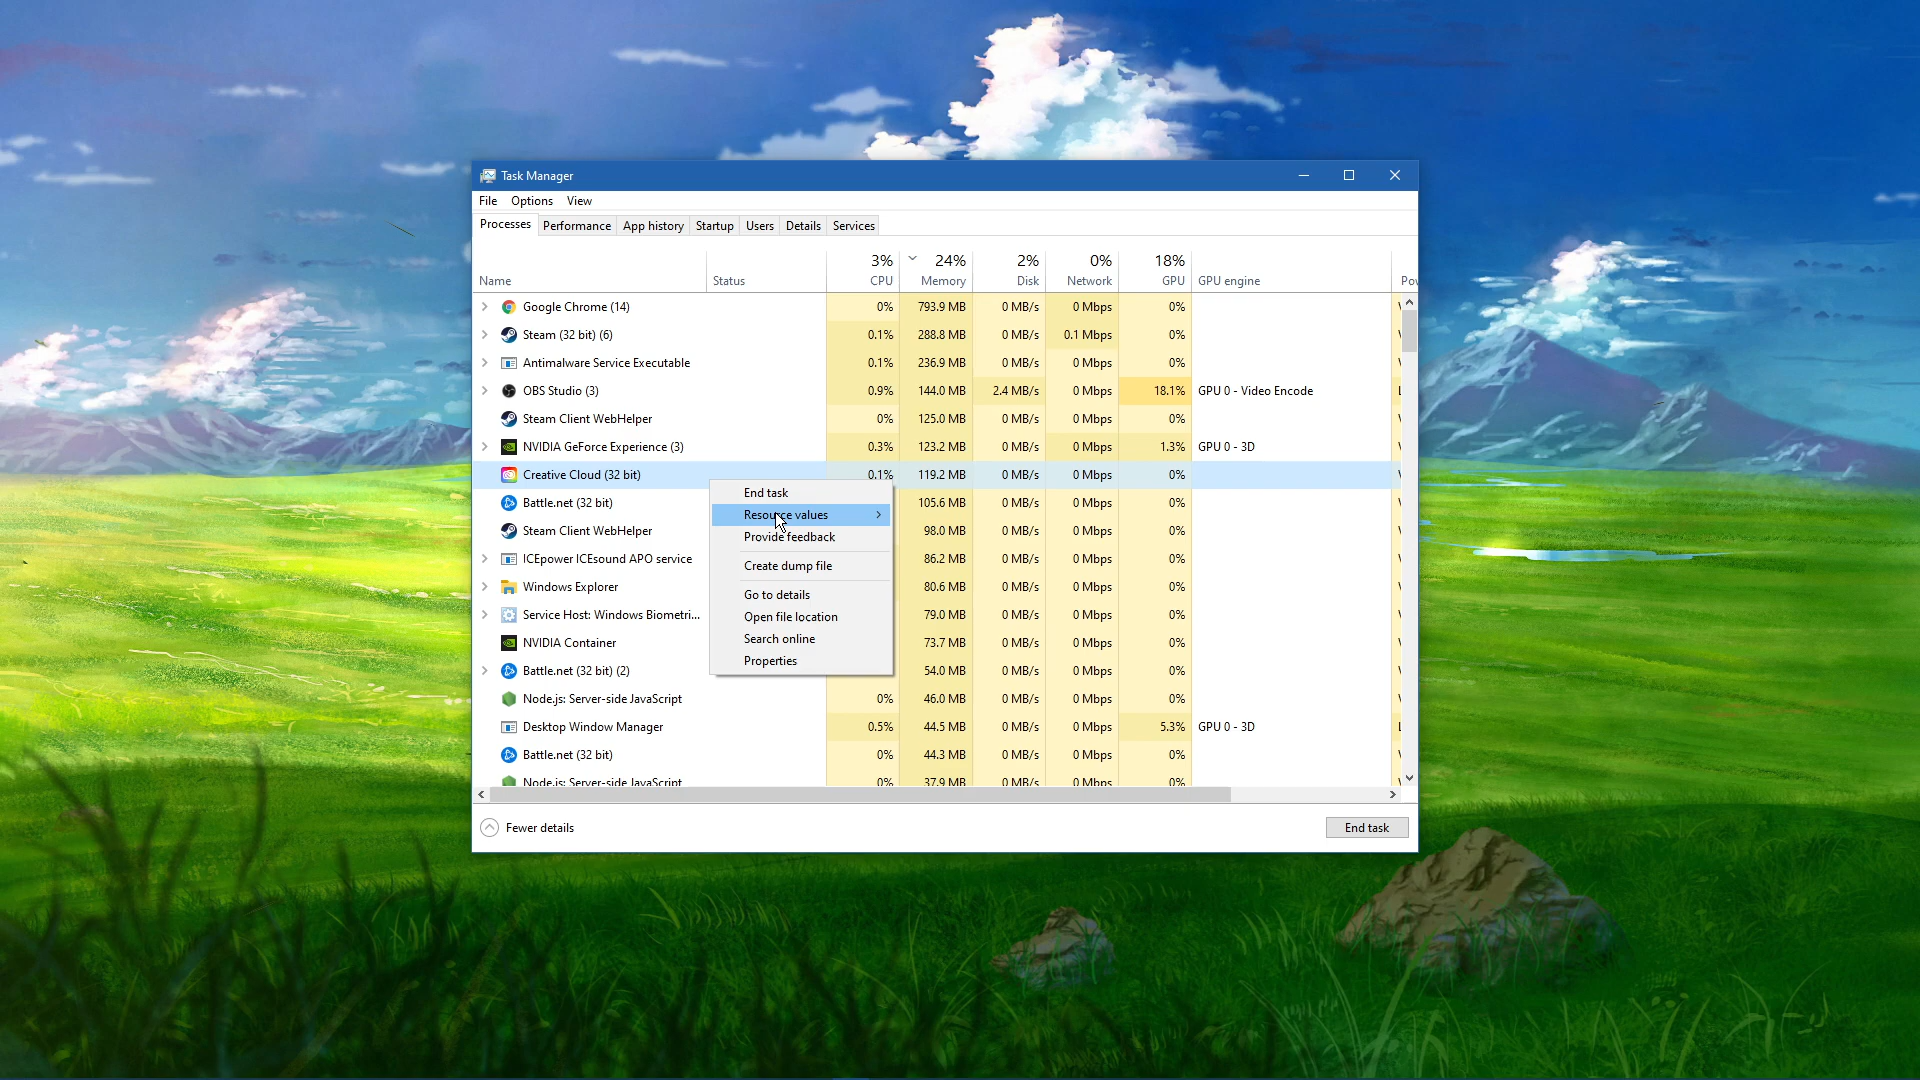 Task Manager
File Options View
Processes Performance App history Startup Users Details Services
3% 24% 2% 0% 18%
Name Status CPU Memory Disk Network GPU GPU engine
Google Chrome (14) 0% 793.9 MB 0 MB/s 0 Mbps 0%
Steam (32 bit) (6) 0.1% 288.8 MB 0 MB/s 0.1 Mbps 0%
Antimalware Service Executable 0.1% 236.9 MB 0 MB/s 0 Mbps 0%
OBS Studio (3) 0.9% 144.0 MB 2.4 MB/s 0 Mbps 18.1% GPU 0 - Video Encode
Steam Client WebHelper 0% 125.0 MB 0 MB/s 0 Mbps 0%
NVIDIA GeForce Experience (3) 0.3% 123.2 MB 0 MB/s 0 Mbps 1.3% GPU 0 - 3D
Creative Cloud (32 bit) 0.1% 119.2 MB 0 MB/s 0 Mbps 0%
End task
Battle.net (32 bit) 105.6 MB 0 MB/s 0 Mbps 0%
Resource values
Steam Client WebHelper 98.0 MB 0 MB/s 0 Mbps 0%
Provide feedback
ICEpower ICEsound APO service 86.2 MB 0 MB/s 0 Mbps 0%
Create dump file
Windows Explorer 80.6 MB 0 MB/s 0 Mbps 0%
Go to details
Service Host: Windows Biometri... 79.0 MB 0 MB/s 0 Mbps 0%
Open file location
NVIDIA Container 73.7 MB 0 MB/s 0 Mbps 0%
Search online
Battle.net (32 bit) (2) 54.0 MB 0 MB/s 0 Mbps 0%
Properties
Node.js: Server-side JavaScript 0% 46.0 MB 0 MB/s 0 Mbps 0%
Desktop Window Manager 0.5% 44.5 MB 0 MB/s 0 Mbps 5.3% GPU 0 - 3D
Battle.net (32 bit) 0% 44.3 MB 0 MB/s 0 Mbps 0%
Node.js: Server-side JavaScript 0% 37.9 MB 0 MB/s 0 Mbps 0%
Fewer details End task